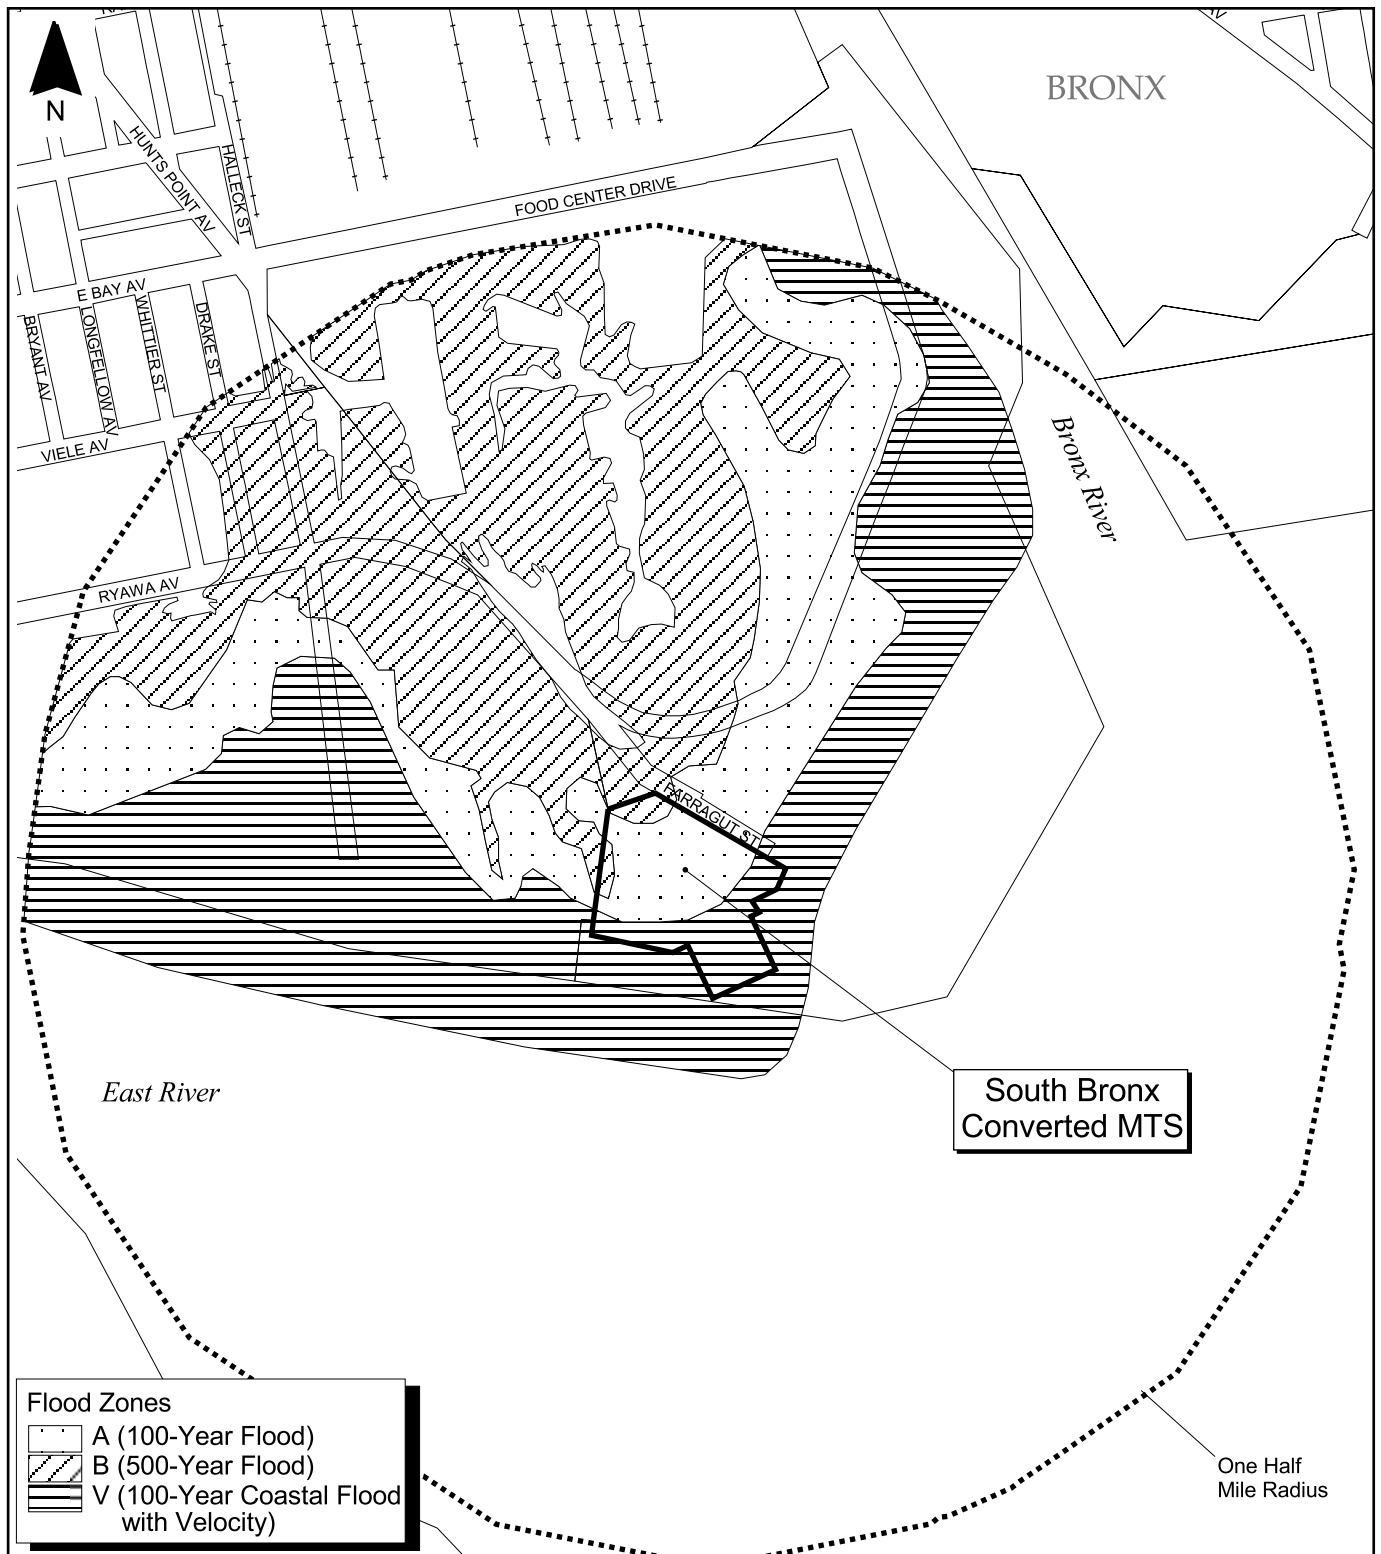 BRONX
N
HUNTS POINT AV
HALLECK ST
FOOD CENTER DRIVE
E BAY AV
BRYANT AV
LONGFELLOW AV
WHITTIER ST
DRAKE ST
VIELE AV
Bronx River
RYAWA AV
FARRAGUT ST
East River
South Bronx
Converted MTS
Flood Zones
A (100-Year Flood)
B (500-Year Flood)
V (100-Year Coastal Flood
with Velocity)
One Half
Mile Radius